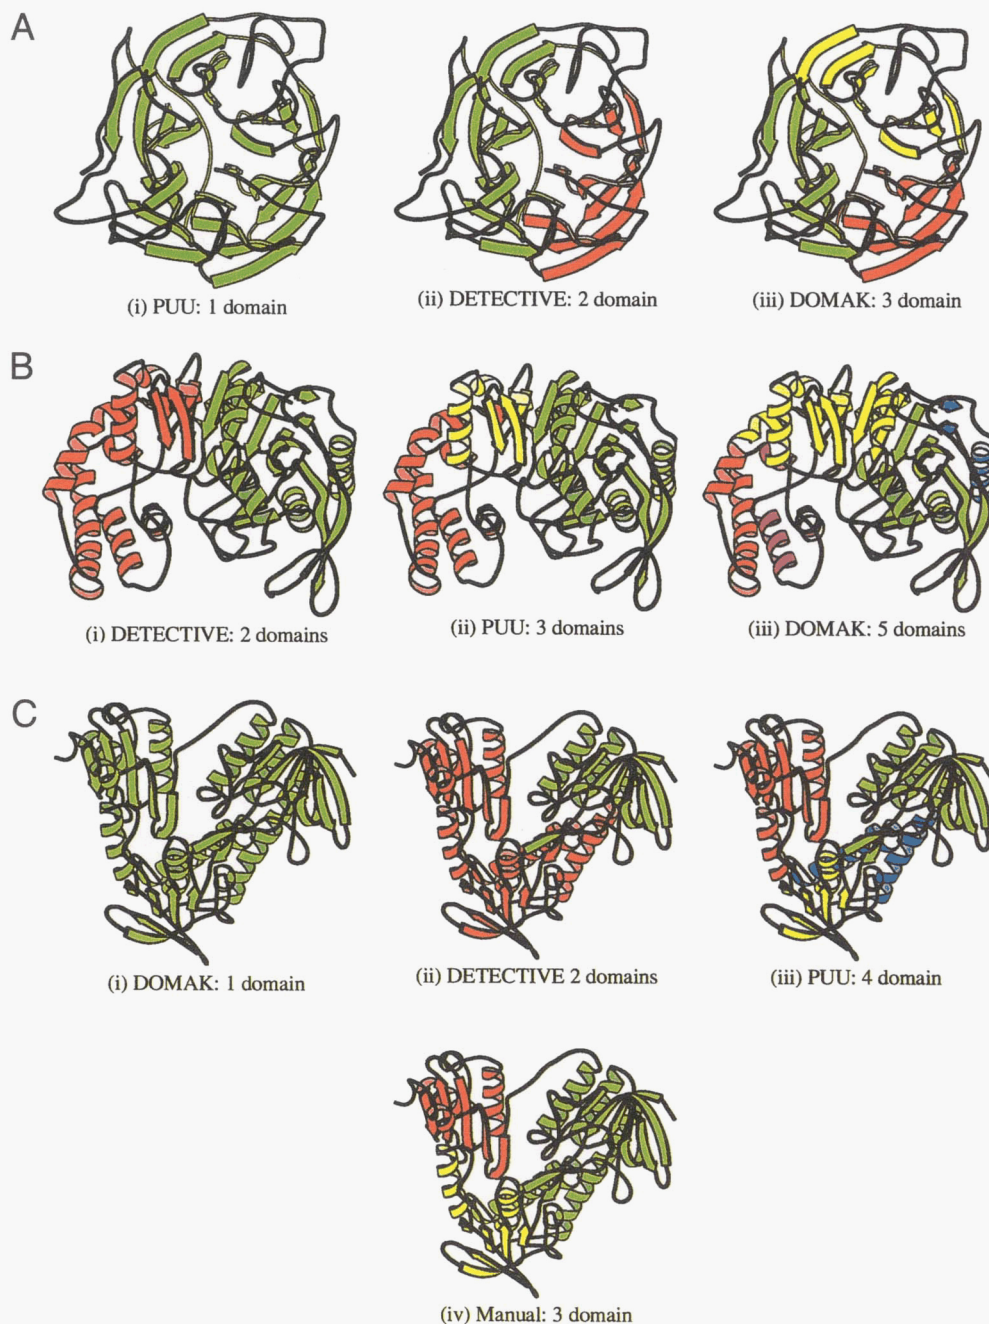 A
(i) PUU: 1 domain
(ii) DETECTIVE: 2 domain
(iii) DOMAK: 3 domain
B
(i) DETECTIVE: 2 domains
(ii) PUU: 3 domains
(iii) DOMAK: 5 domains
C
(i) DOMAK: 1 domain
(ii) DETECTIVE 2 domains
(iii) PUU: 4 domain
(iv) Manual: 3 domain